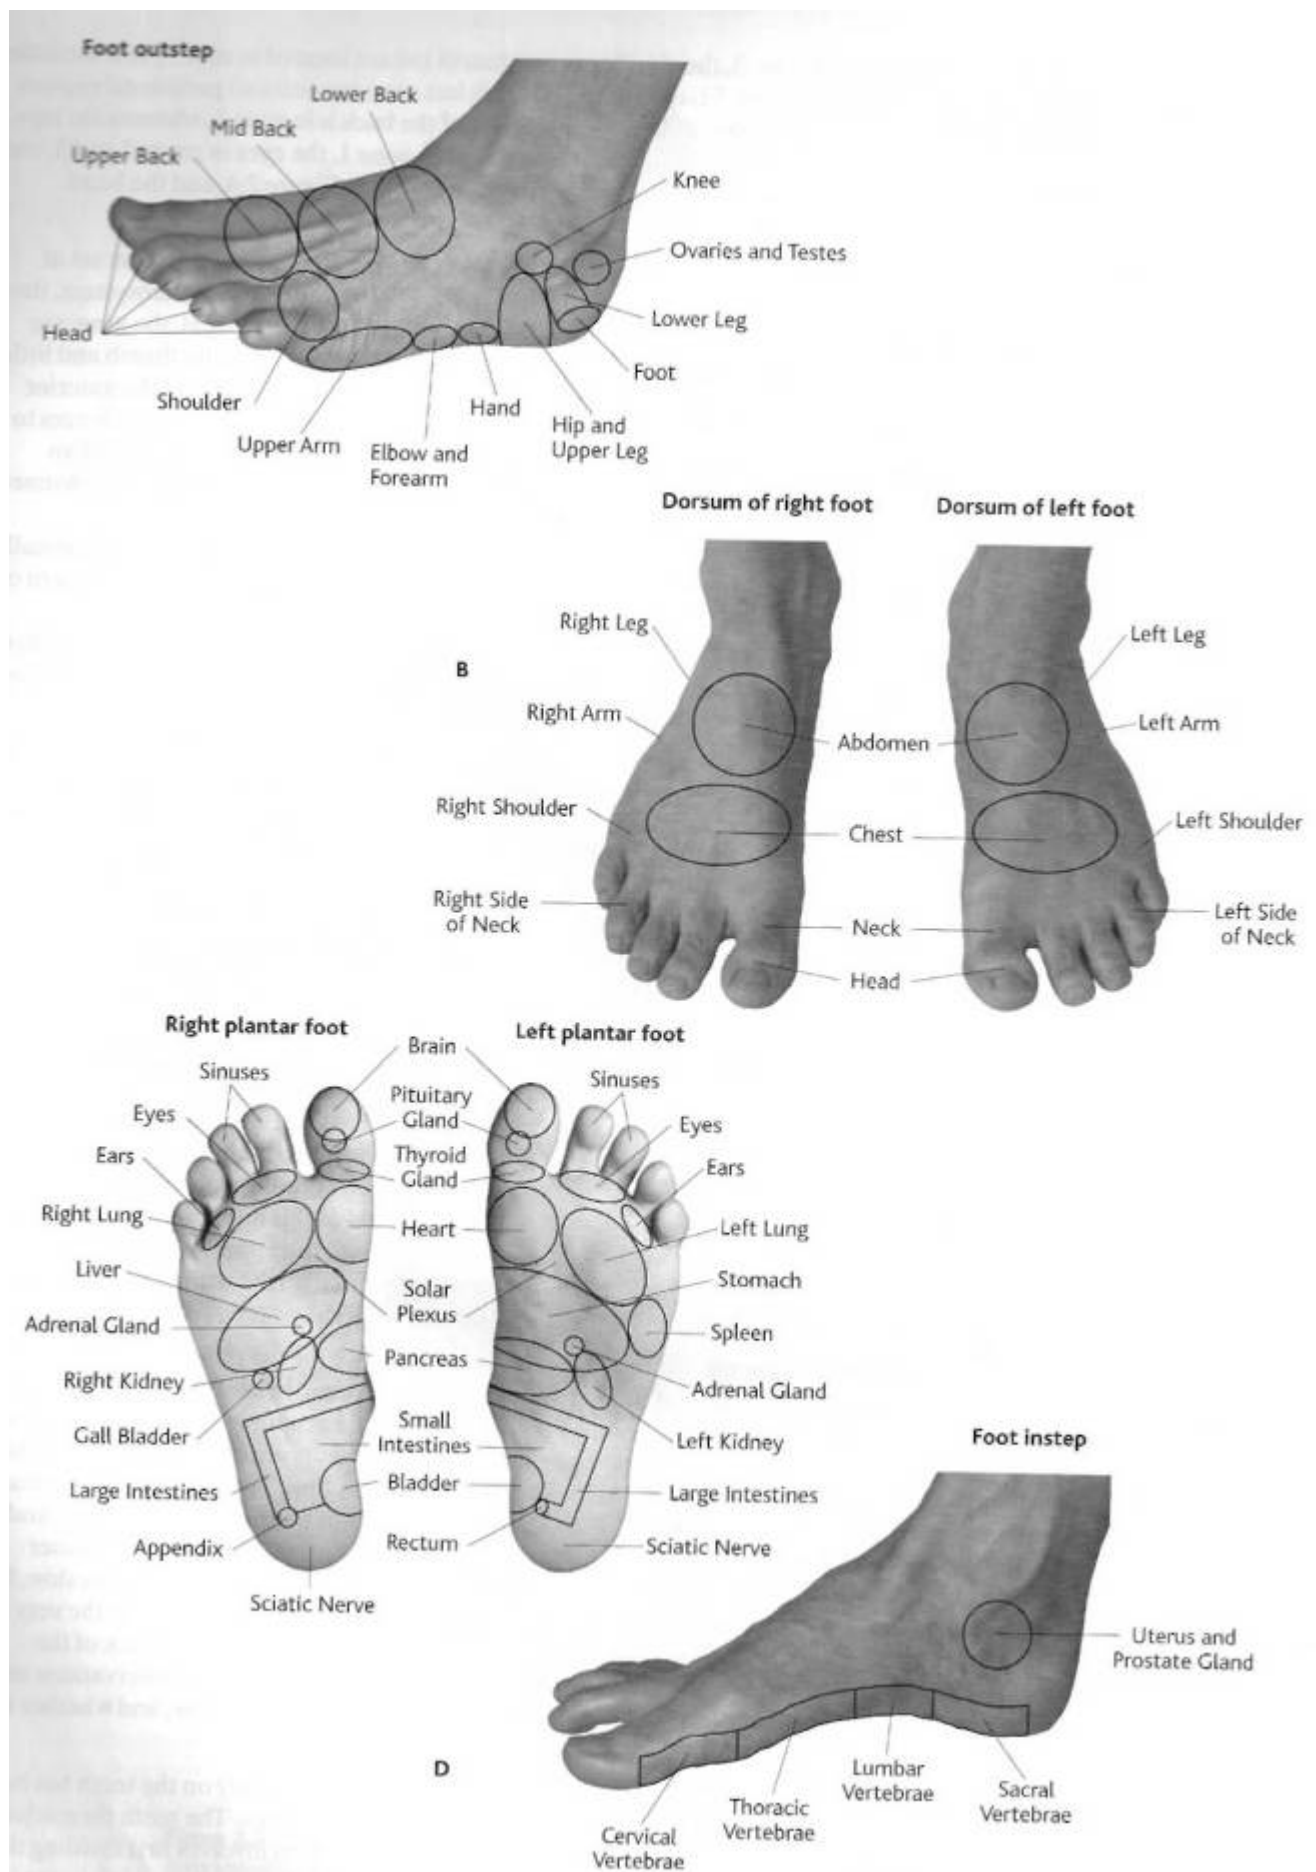 Foot outstep
Lower Back
Mid Back
Upper Back
Knee
Ovaries and Testes
Lower Leg
Head
Foot
Shoulder
Hand
Upper Arm
Hip and
Upper Leg
Elbow and
Forearm
Dorsum of right foot
Dorsum of left foot
Right Leg
Left Leg
B
Right Arm
Left Arm
Abdomen
Right Shoulder
Chest
Left Shoulder
Right Side
of Neck
Neck
Left Side
of Neck
Head
Right plantar foot
Left plantar foot
Brain
Sinuses
Sinuses
Pituitary
Gland
Eyes
Eyes
Thyroid
Gland
Ears
Ears
Right Lung
Heart
Left Lung
Liver
Solar
Plexus
Stomach
Adrenal Gland
Spleen
Pancreas
Right Kidney
Adrenal Gland
Gall Bladder
Small
Intestines
Left Kidney
Foot instep
Large Intestines
Bladder
Large Intestines
Appendix
Rectum
Sciatic Nerve
Sciatic Nerve
Uterus and
Prostate Gland
D
Lumbar
Vertebrae
Sacral
Vertebrae
Thoracic
Vertebrae
Cervical
Vertebrae